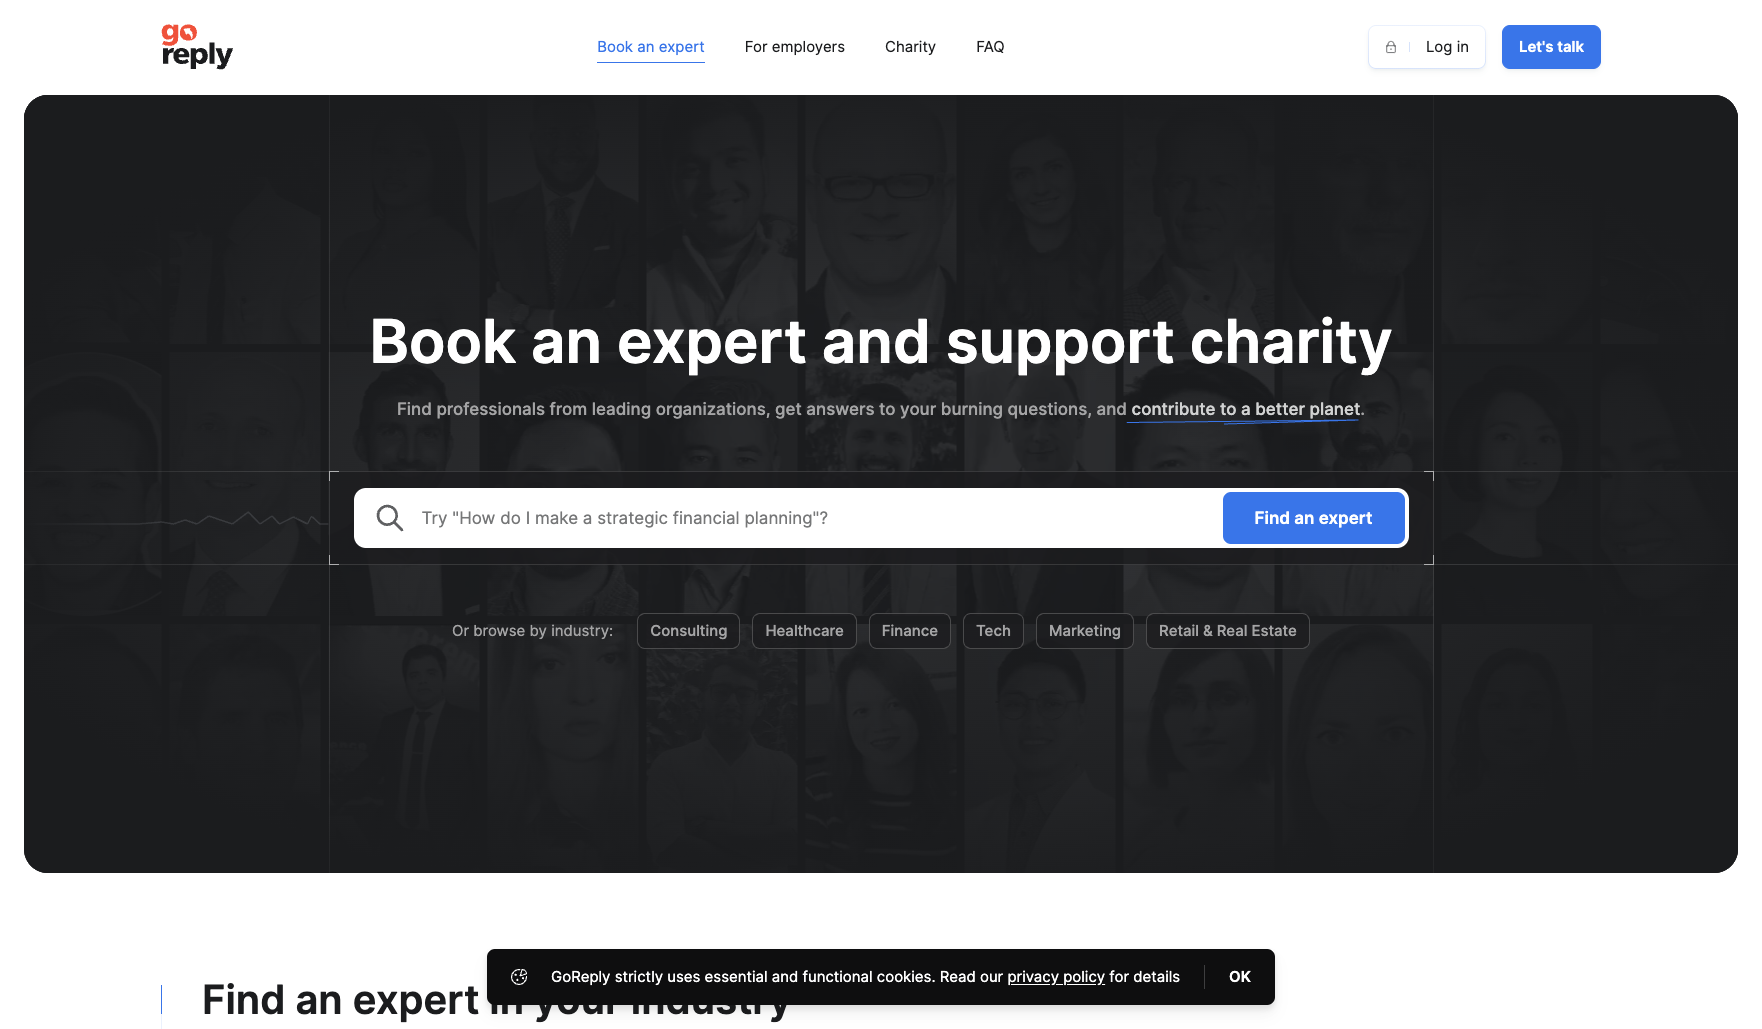 go
reply
Book an expert
For employers
Charity
FAQ
Log in
Let's talk
Book an expert and support charity
Find professionals from leading organizations, get answers to your burning questions, and contribute to a better planet.
Try "How do I make a strategic financial planning"?
Find an expert
Or browse by industry:
Consulting
Healthcare
Finance
Tech
Marketing
Retail & Real Estate
Find an expert in your industry
GoReply strictly uses essential and functional cookies. Read our privacy policy for details
OK